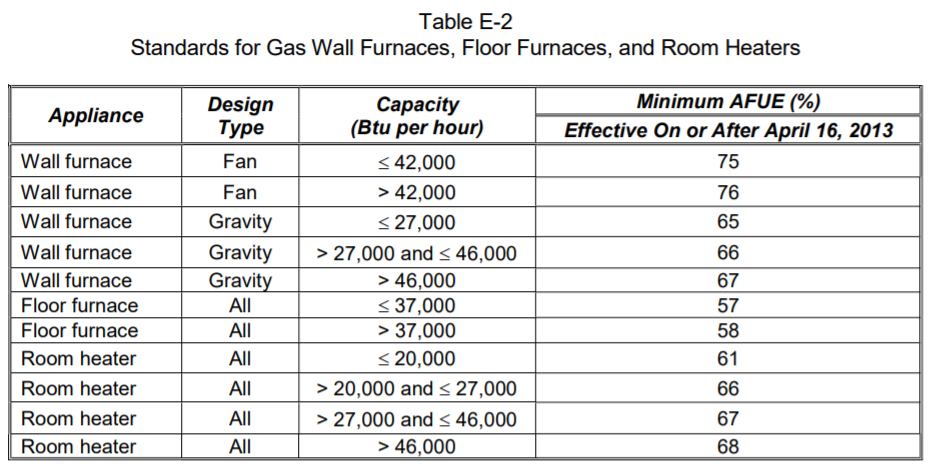 Table E-2
Standards for Gas Wall Furnaces, Floor Furnaces, and Room Heaters
Appliance Design Type Capacity (Btu per hour) Minimum AFUE (%)
Effective On or After April 16, 2013
Wall furnace Fan ≤ 42,000 75
Wall furnace Fan > 42,000 76
Wall furnace Gravity ≤ 27,000 65
Wall furnace Gravity > 27,000 and ≤ 46,000 66
Wall furnace Gravity > 46,000 67
Floor furnace All ≤ 37,000 57
Floor furnace All > 37,000 58
Room heater All ≤ 20,000 61
Room heater All > 20,000 and ≤ 27,000 66
Room heater All > 27,000 and ≤ 46,000 67
Room heater All > 46,000 68